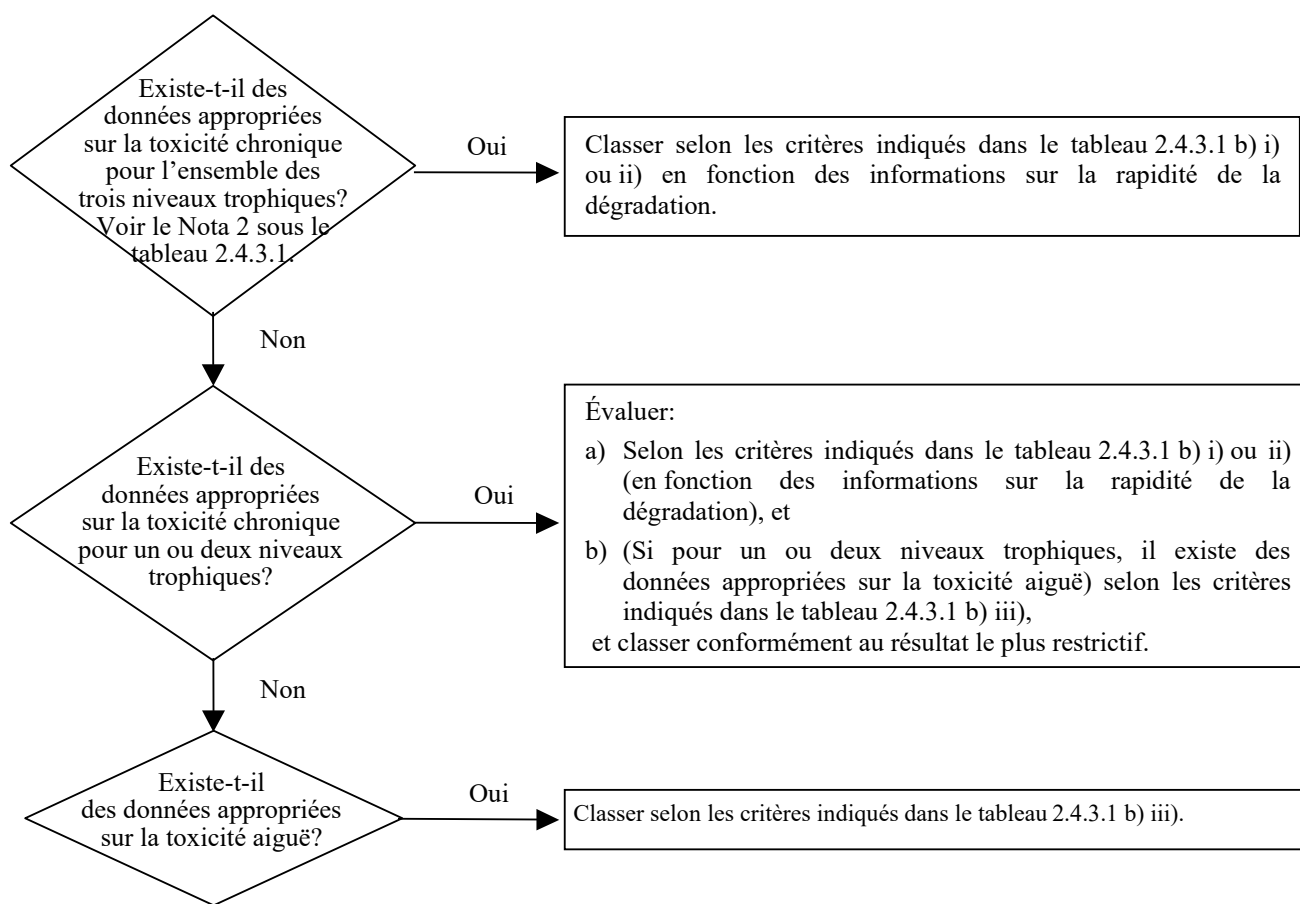 Existe-t-il des
données appropriées
sur la toxicité chronique
pour l'ensemble des
trois niveaux trophiques?
Voir le Nota 2 sous le
tableau 2.4.3.1.
Oui
Classer selon les critères indiqués dans le tableau 2.4.3.1 b) i)
ou ii) en fonction des informations sur la rapidité de la
dégradation.
Non
Existe-t-il des
données appropriées
sur la toxicité chronique
pour un ou deux niveaux
trophiques?
Oui
Évaluer:
a) Selon les critères indiqués dans le tableau 2.4.3.1 b) i) ou ii)
(en fonction des informations sur la rapidité de la
dégradation), et
b) (Si pour un ou deux niveaux trophiques, il existe des
données appropriées sur la toxicité aiguë) selon les critères
indiqués dans le tableau 2.4.3.1 b) iii),
et classer conformément au résultat le plus restrictif.
Non
Existe-t-il
des données appropriées
sur la toxicité aiguë?
Oui
Classer selon les critères indiqués dans le tableau 2.4.3.1 b) iii).